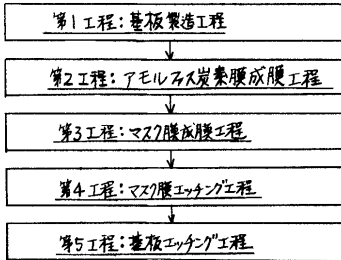 第1工程:基板製造工程
第2工程:アモルファス炭素膜成膜工程
第3工程:マスク膜成膜工程
第4工程:マスク膜エッチング工程
第5工程:基板エッチング工程